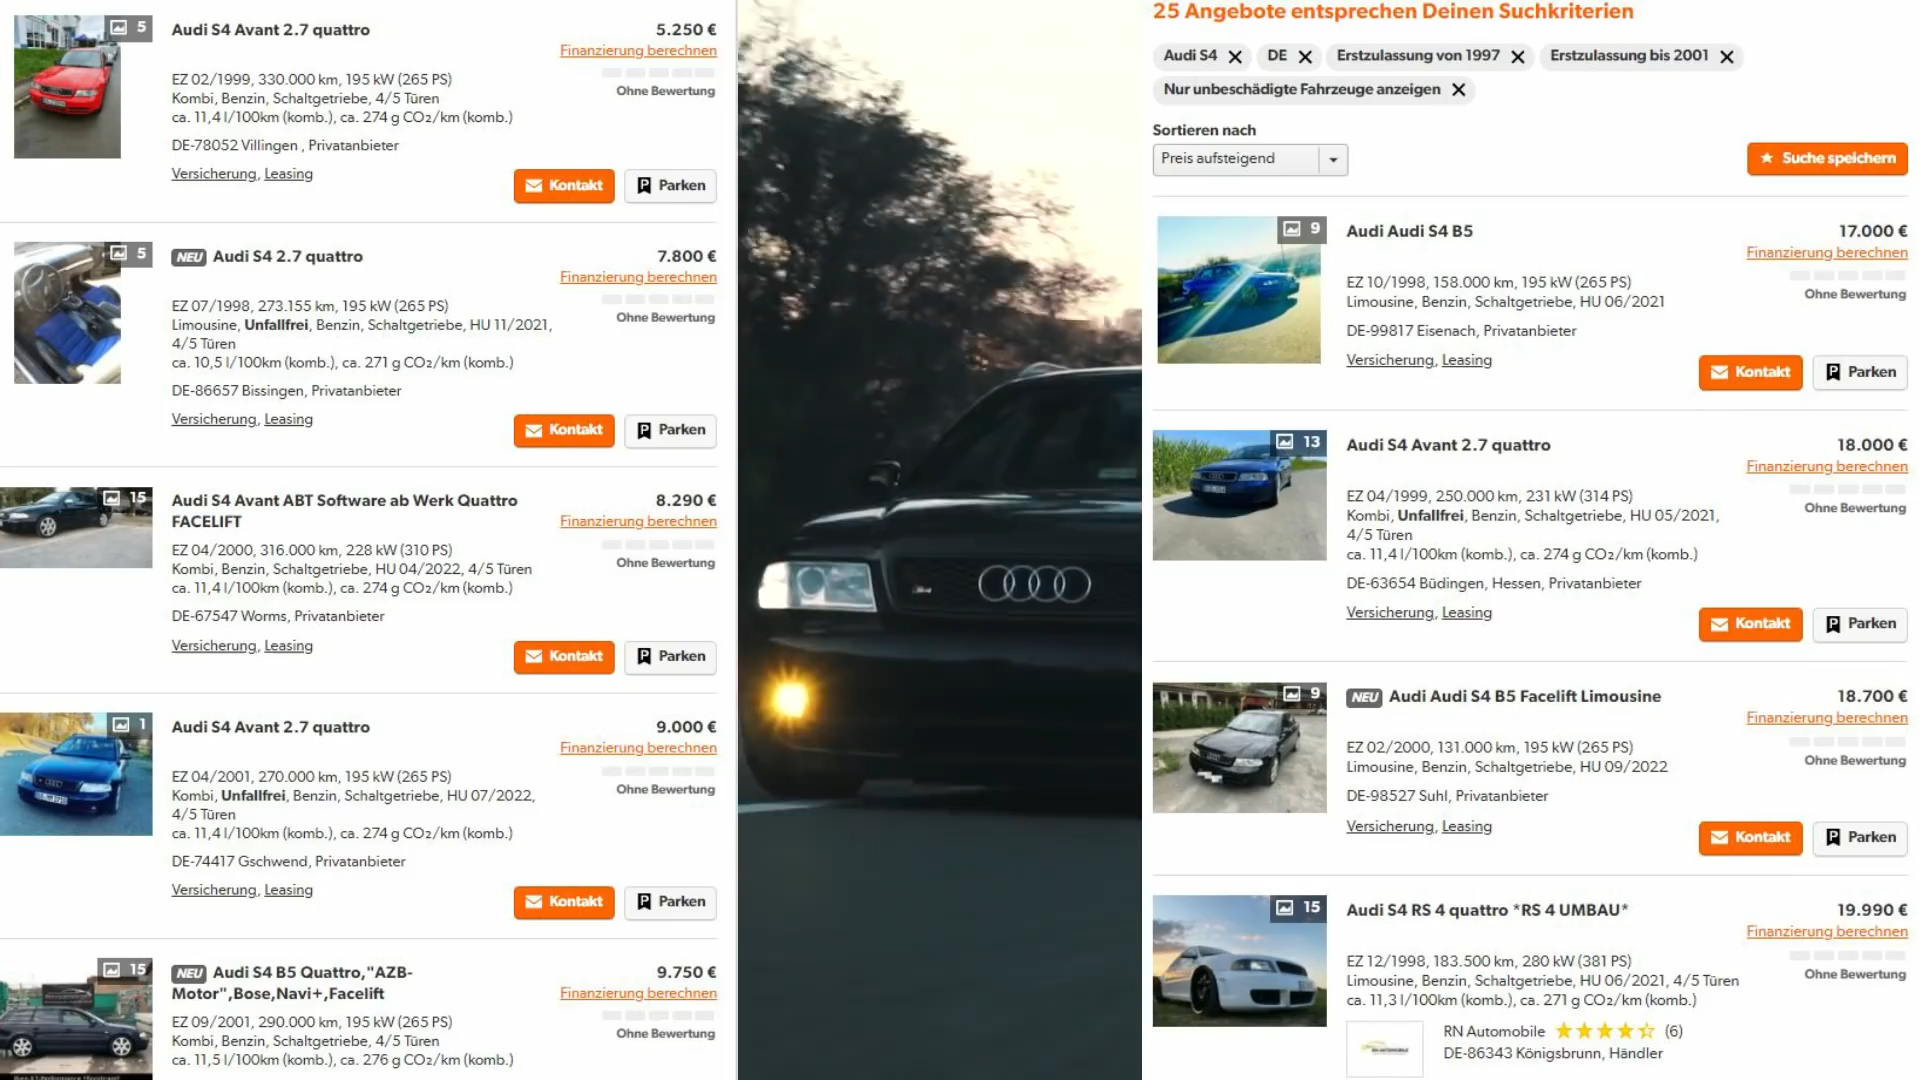 5
Audi S4 Avant 2.7 quattro
5.250 €
Finanzierung berechnen
EZ 02/1999, 330.000 km, 195 kW (265 PS)
Kombi, Benzin, Schaltgetriebe, 4/5 Türen
ca. 11,4 l/100km (komb.), ca. 274 g CO₂/km (komb.)
Ohne Bewertung
DE-78052 Villingen , Privatanbieter
Versicherung, Leasing
Kontakt
Parken
5
NEU Audi S4 2.7 quattro
7.800 €
Finanzierung berechnen
EZ 07/1998, 273.155 km, 195 kW (265 PS)
Limousine, Unfallfrei, Benzin, Schaltgetriebe, HU 11/2021,
4/5 Türen
ca. 10,5 l/100km (komb.), ca. 271 g CO₂/km (komb.)
Ohne Bewertung
DE-86657 Bissingen, Privatanbieter
Versicherung, Leasing
Kontakt
Parken
15
Audi S4 Avant ABT Software ab Werk Quattro
FACELIFT
8.290 €
Finanzierung berechnen
EZ 04/2000, 316.000 km, 228 kW (310 PS)
Kombi, Benzin, Schaltgetriebe, HU 04/2022, 4/5 Türen
ca. 11,4 l/100km (komb.), ca. 274 g CO₂/km (komb.)
Ohne Bewertung
DE-67547 Worms, Privatanbieter
Versicherung, Leasing
Kontakt
Parken
1
Audi S4 Avant 2.7 quattro
9.000 €
Finanzierung berechnen
EZ 04/2001, 270.000 km, 195 kW (265 PS)
Kombi, Unfallfrei, Benzin, Schaltgetriebe, HU 07/2022,
4/5 Türen
ca. 11,4 l/100km (komb.), ca. 274 g CO₂/km (komb.)
Ohne Bewertung
DE-74417 Gschwend, Privatanbieter
Versicherung, Leasing
Kontakt
Parken
15
NEU Audi S4 B5 Quattro,"AZB-
Motor",Bose,Navi+,Facelift
9.750 €
Finanzierung berechnen
EZ 09/2001, 290.000 km, 195 kW (265 PS)
Kombi, Benzin, Schaltgetriebe, 4/5 Türen
ca. 11,5 l/100km (komb.), ca. 276 g CO₂/km (komb.)
Ohne Bewertung
25 Angebote entsprechen Deinen Suchkriterien
Audi S4
DE
Erstzulassung von 1997
Erstzulassung bis 2001
Nur unbeschädigte Fahrzeuge anzeigen
Sortieren nach
Preis aufsteigend
Suche speichern
9
Audi Audi S4 B5
17.000 €
Finanzierung berechnen
EZ 10/1998, 158.000 km, 195 kW (265 PS)
Limousine, Benzin, Schaltgetriebe, HU 06/2021
Ohne Bewertung
DE-99817 Eisenach, Privatanbieter
Versicherung, Leasing
Kontakt
Parken
13
Audi S4 Avant 2.7 quattro
18.000 €
Finanzierung berechnen
EZ 04/1999, 250.000 km, 231 kW (314 PS)
Kombi, Unfallfrei, Benzin, Schaltgetriebe, HU 05/2021,
4/5 Türen
ca. 11,4 l/100km (komb.), ca. 274 g CO₂/km (komb.)
Ohne Bewertung
DE-63654 Büdingen, Hessen, Privatanbieter
Versicherung, Leasing
Kontakt
Parken
9
NEU Audi Audi S4 B5 Facelift Limousine
18.700 €
Finanzierung berechnen
EZ 02/2000, 131.000 km, 195 kW (265 PS)
Limousine, Benzin, Schaltgetriebe, HU 09/2022
Ohne Bewertung
DE-98527 Suhl, Privatanbieter
Versicherung, Leasing
Kontakt
Parken
15
Audi S4 RS 4 quattro *RS 4 UMBAU*
19.990 €
Finanzierung berechnen
EZ 12/1998, 183.500 km, 280 kW (381 PS)
Limousine, Benzin, Schaltgetriebe, HU 06/2021, 4/5 Türen
ca. 11,3 l/100km (komb.), ca. 271 g CO₂/km (komb.)
Ohne Bewertung
RN Automobile
(6)
DE-86343 Königsbrunn, Händler